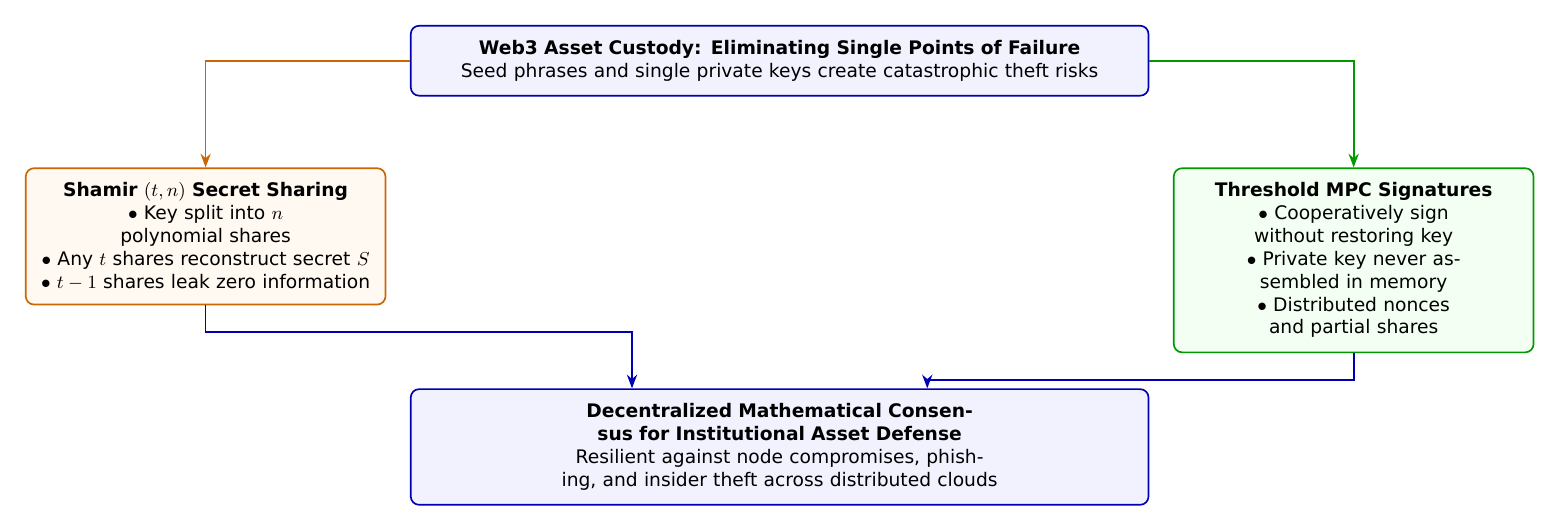 Web3 Asset Custody: Eliminating Single Points of Failure
Seed phrases and single private keys create catastrophic theft risks
Shamir (t, n) Secret Sharing
• Key split into n
polynomial shares
• Any t shares reconstruct secret S
• t − 1 shares leak zero information
Threshold MPC Signatures
• Cooperatively sign
without restoring key
• Private key never as-
sembled in memory
• Distributed nonces
and partial shares
Decentralized Mathematical Consen-
sus for Institutional Asset Defense
Resilient against node compromises, phish-
ing, and insider theft across distributed clouds